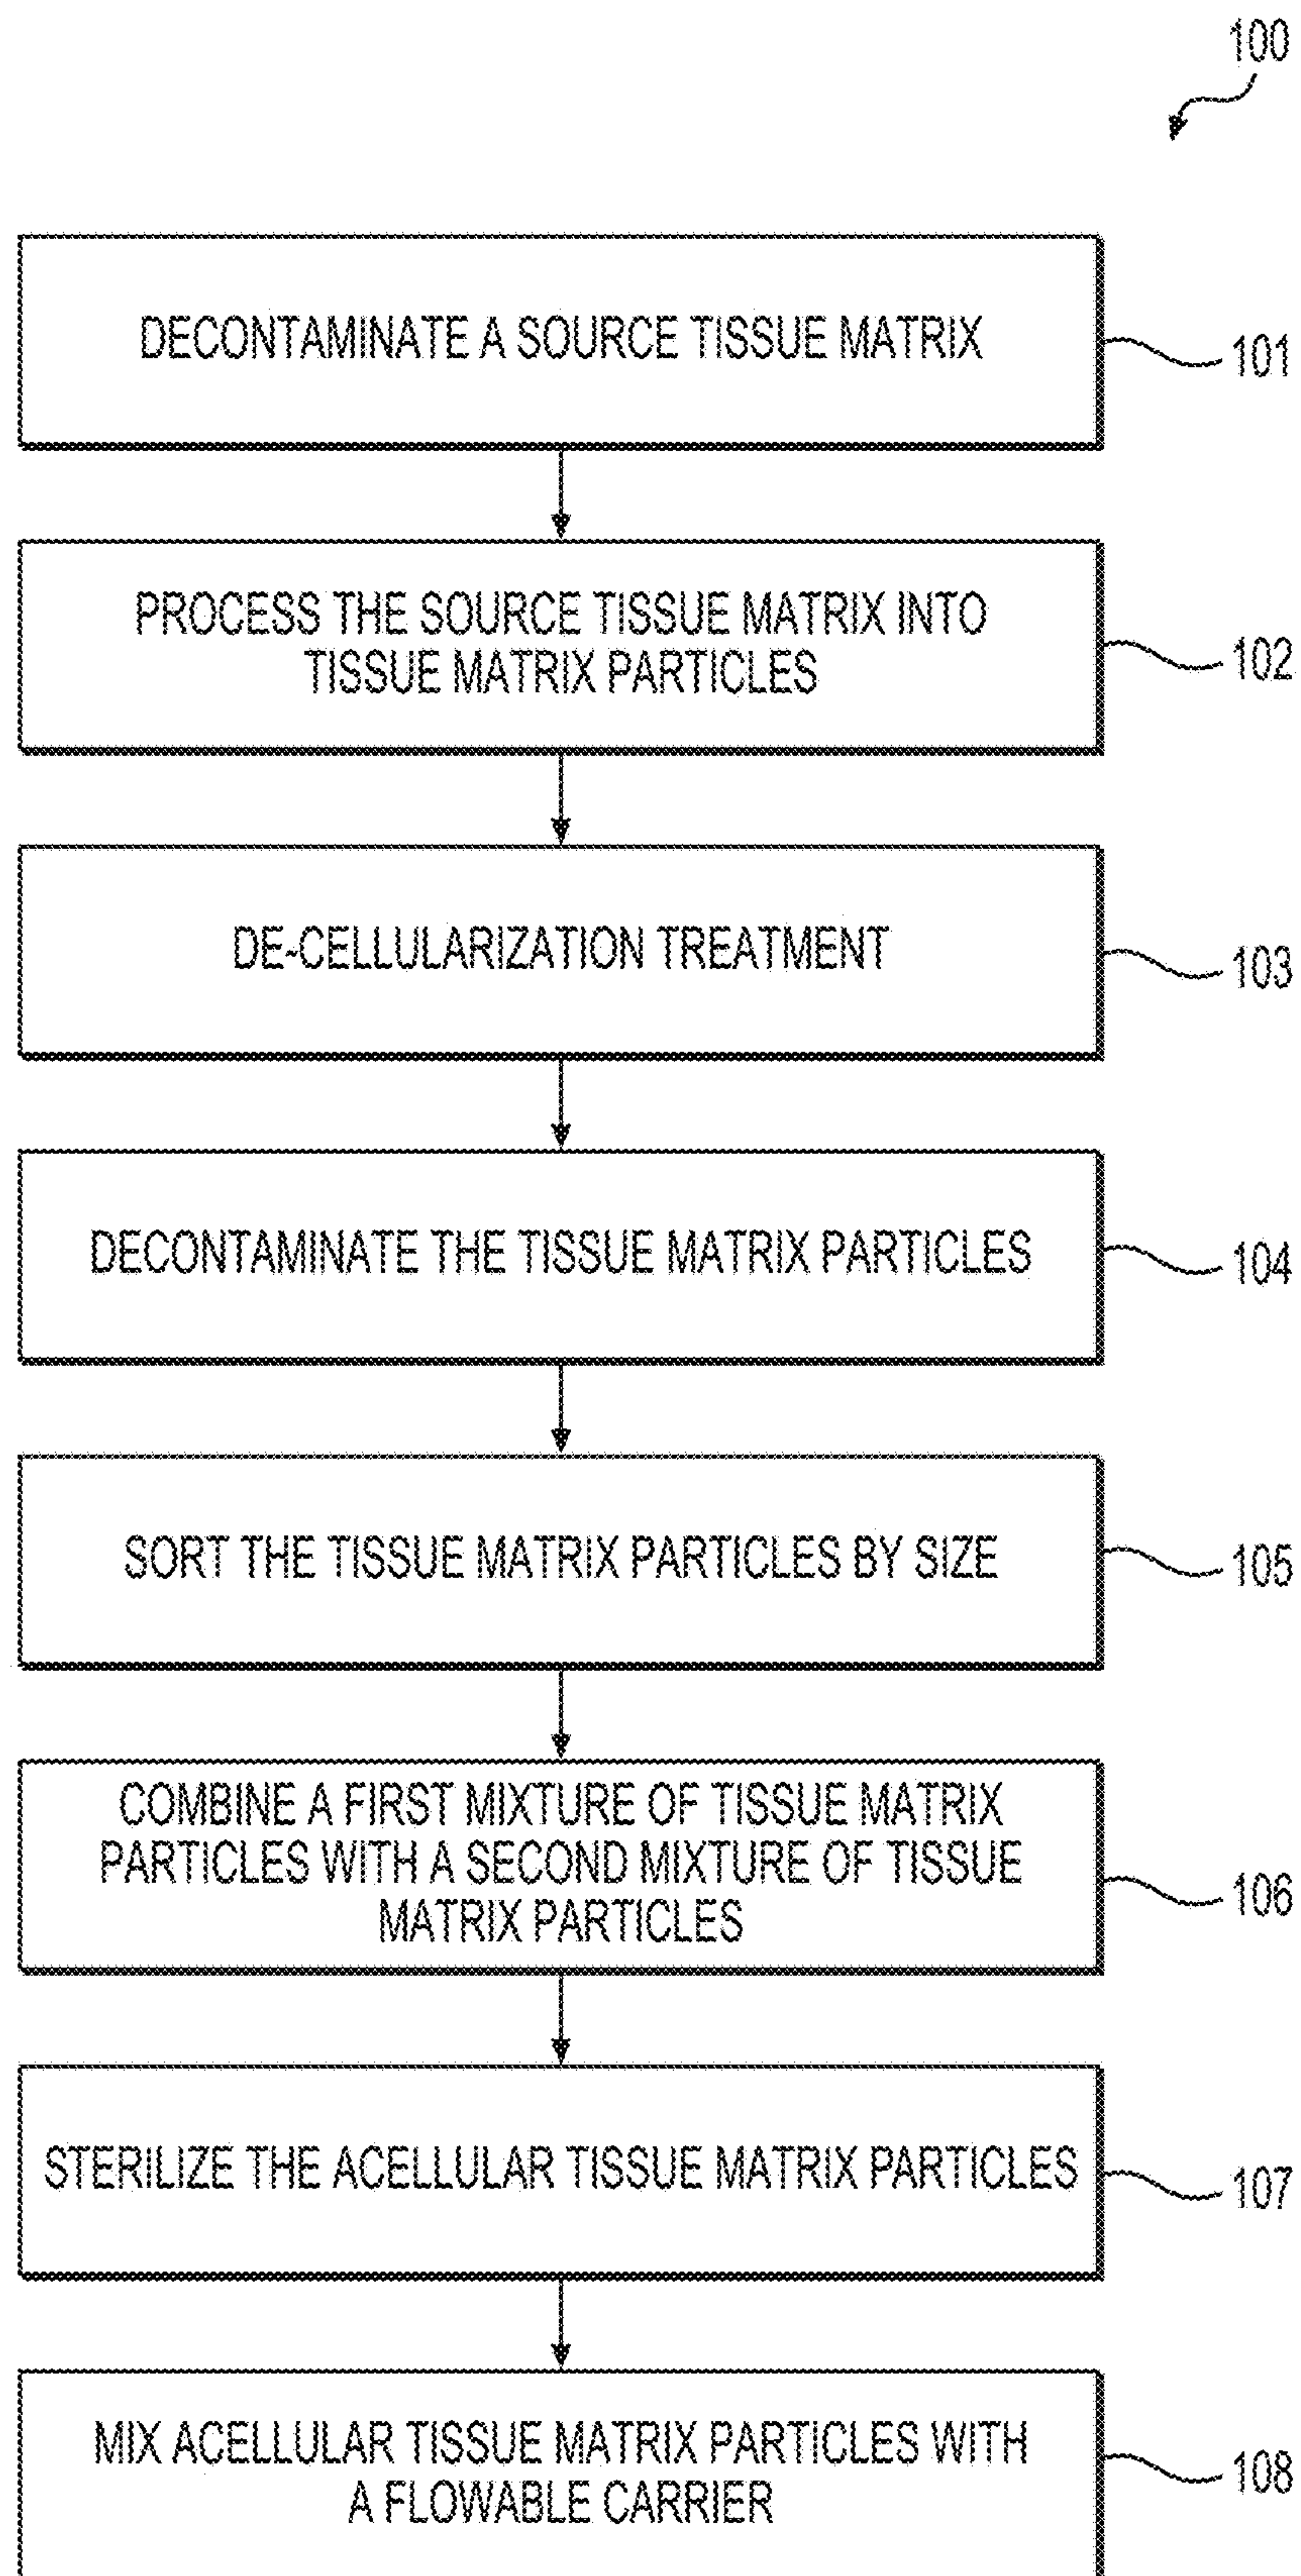 100
DECONTAMINATE A SOURCE TISSUE MATRIX
101
PROCESS THE SOURCE TISSUE MATRIX INTO
TISSUE MATRIX PARTICLES
102
DE-CELLULARIZATION TREATMENT
103
DECONTAMINATE THE TISSUE MATRIX PARTICLES
104
SORT THE TISSUE MATRIX PARTICLES BY SIZE
105
COMBINE A FIRST MIXTURE OF TISSUE MATRIX
PARTICLES WITH A SECOND MIXTURE OF TISSUE
MATRIX PARTICLES
106
STERILIZE THE ACELLULAR TISSUE MATRIX PARTICLES
107
MIX ACELLULAR TISSUE MATRIX PARTICLES WITH
A FLOWABLE CARRIER
108